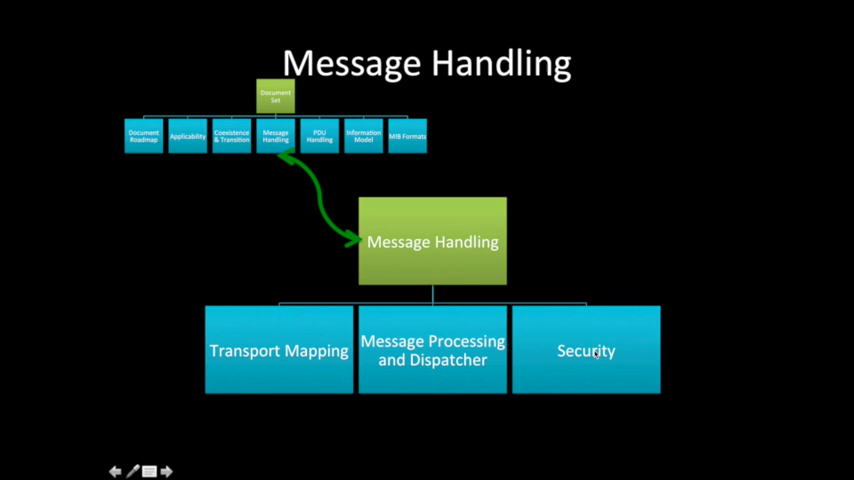 Message Handling
Document
Set
Document
Roadmap
Applicability
Coexistence
& Transition
Message
Handling
PDU
Handling
Information
Model
MIB Formats
Message Handling
Transport Mapping
Message Processing
and Dispatcher
Security